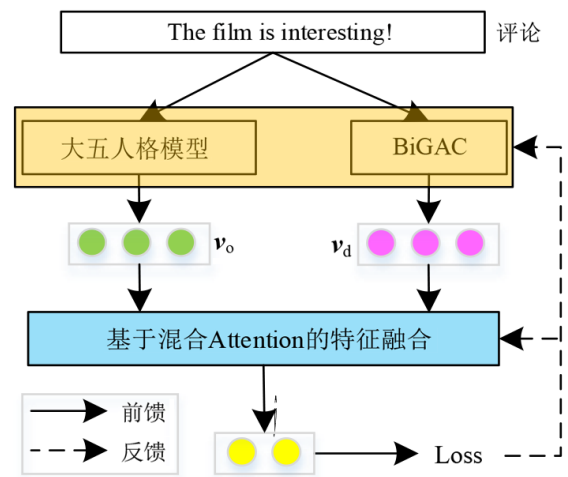 The film is interesting!
评论
大五人格模型
BiGAC
vo
vd
基于混合Attention的特征融合
前馈
反馈
Loss